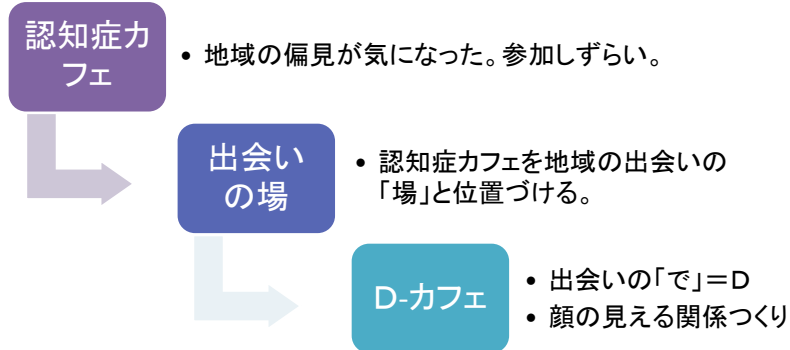 認知症カ
フェ
• 地域の偏見が気になった。参加しずらい。
出会い
の場
• 認知症カフェを地域の出会いの
「場」と位置づける。
D-カフェ
• 出会いの「で」＝D
• 顔の見える関係つくり